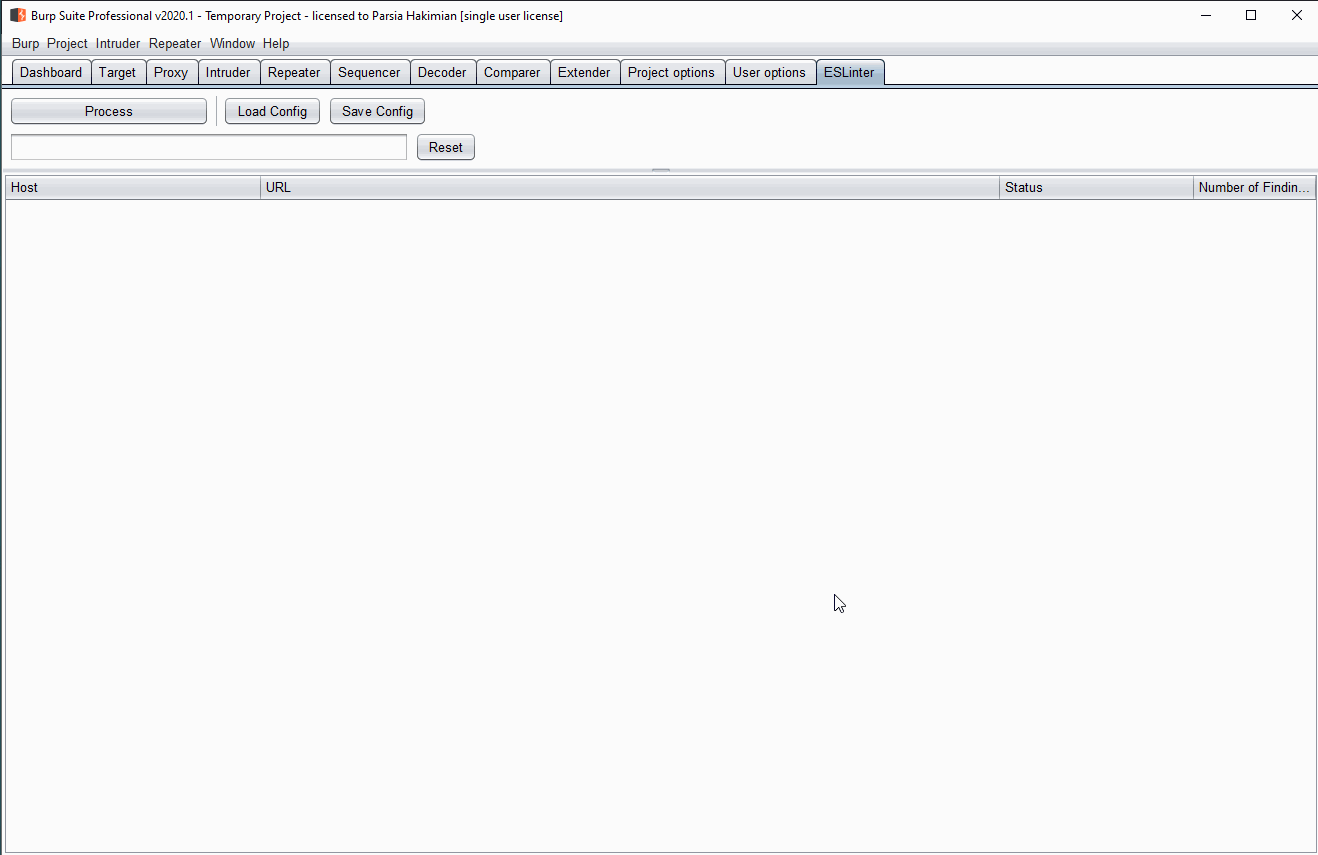 Burp Suite Professional v2020.1 - Temporary Project - licensed to Parsia Hakimian [single user license]
Burp Project Intruder Repeater Window Help
Dashboard Target Proxy Intruder Repeater Sequencer Decoder Comparer Extender Project options User options ESLinter
Process Load Config Save Config
Reset
Host URL Status Number of Findin...